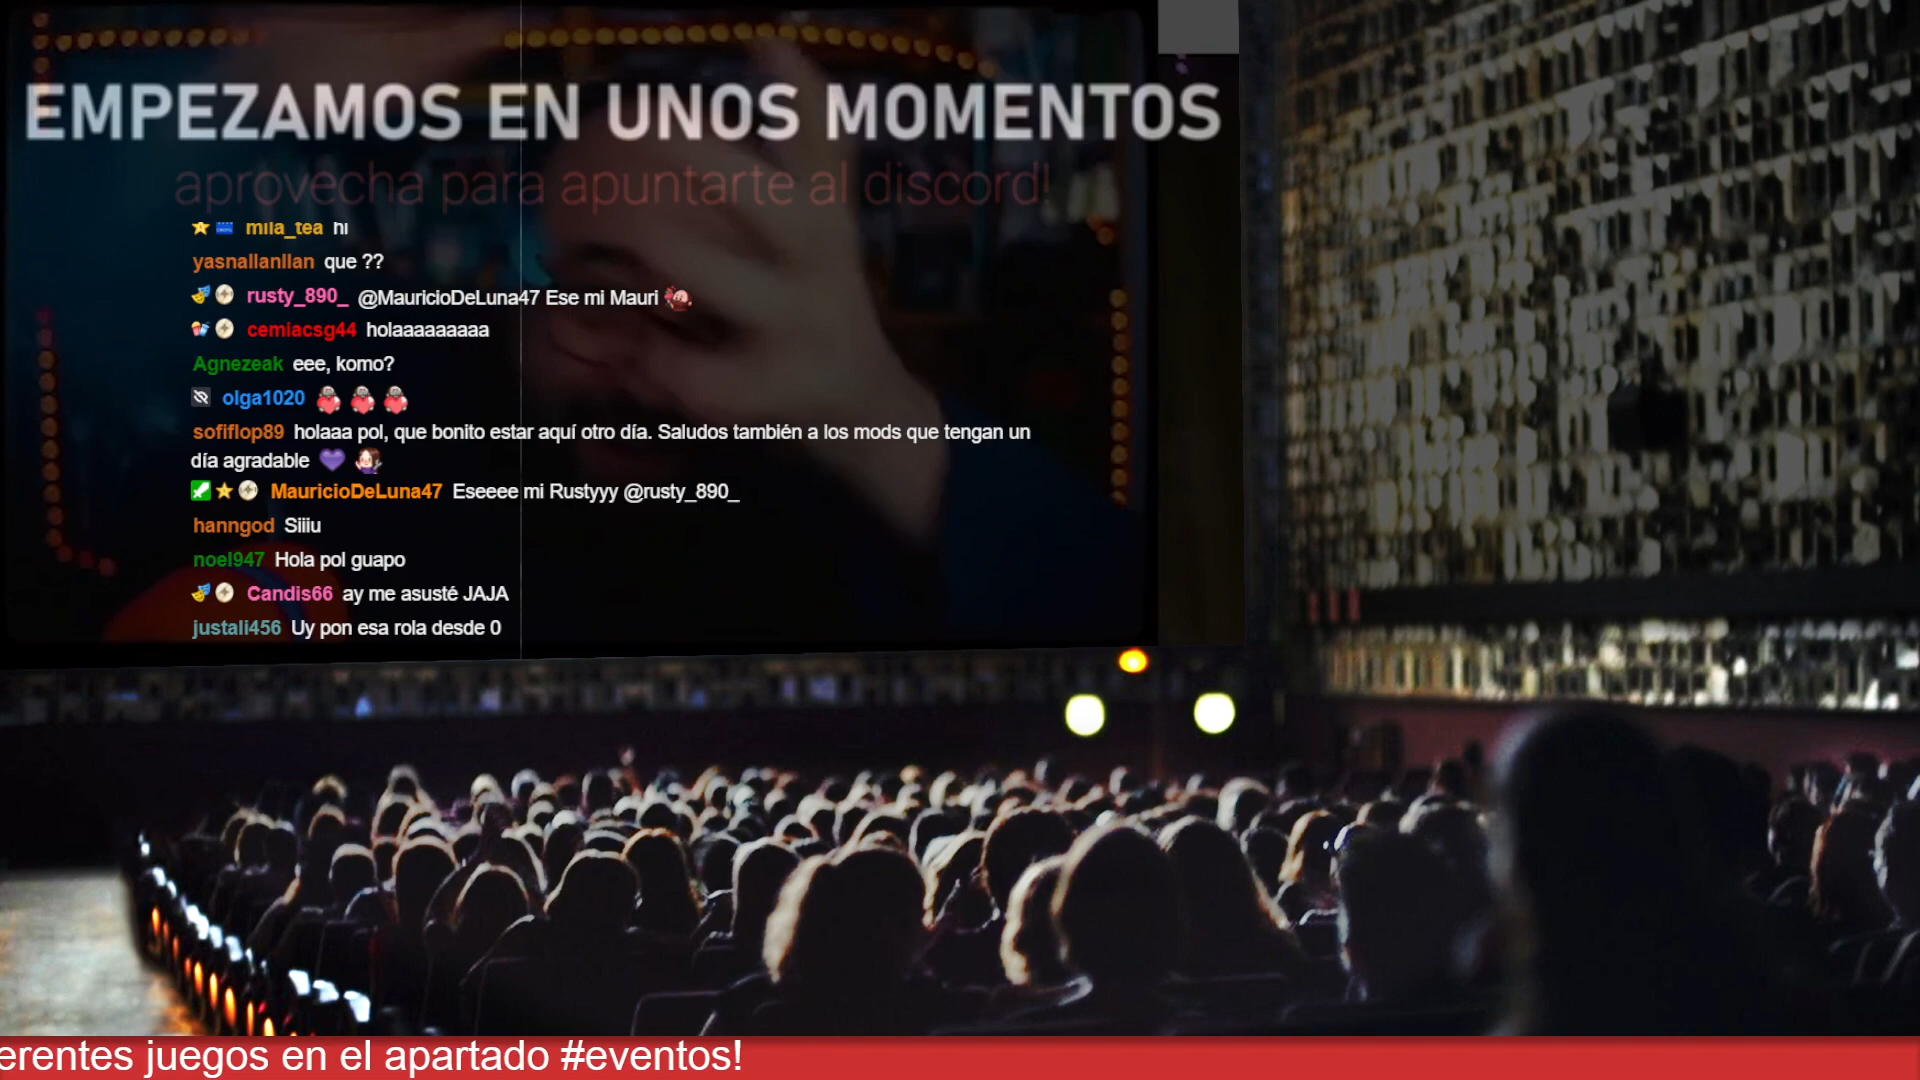 EMPEZAMOS EN UNOS MOMENTOS
aprovecha para apuntarte al discord!
mila_tea hi
yasnallanllan que ??
rusty_890_ @MauricioDeLuna47 Ese mi Mauri
cemiacsg44 holaaaaaaaaa
Agnezeak eee, komo?
olga1020
sofiflop89 holaaa pol, que bonito estar aquí otro día. Saludos también a los mods que tengan un
día agradable
MauricioDeLuna47 Eseeee mi Rustyyy @rusty_890_
hanngod Siiiu
noel947 Hola pol guapo
Candis66 ay me asusté JAJA
justali456 Uy pon esa rola desde 0
erentes juegos en el apartado #eventos!